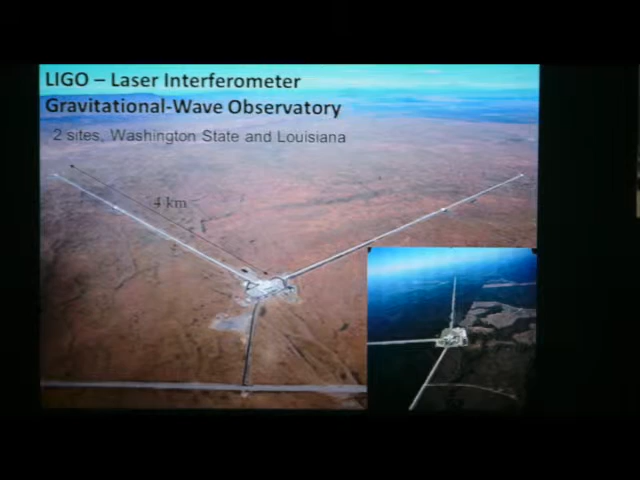 LIGO – Laser Interferometer
Gravitational-Wave Observatory
2 sites, Washington State and Louisiana
4 km